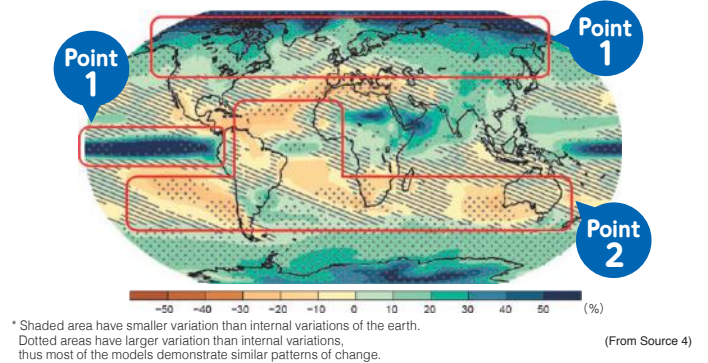 Point
1
Point
1
Point
2
−50 −40 −30 −20 −10 0 10 20 30 40 50 (%)
* Shaded area have smaller variation than internal variations of the earth.
Dotted areas have larger variation than internal variations,
thus most of the models demonstrate similar patterns of change.
(From Source 4)